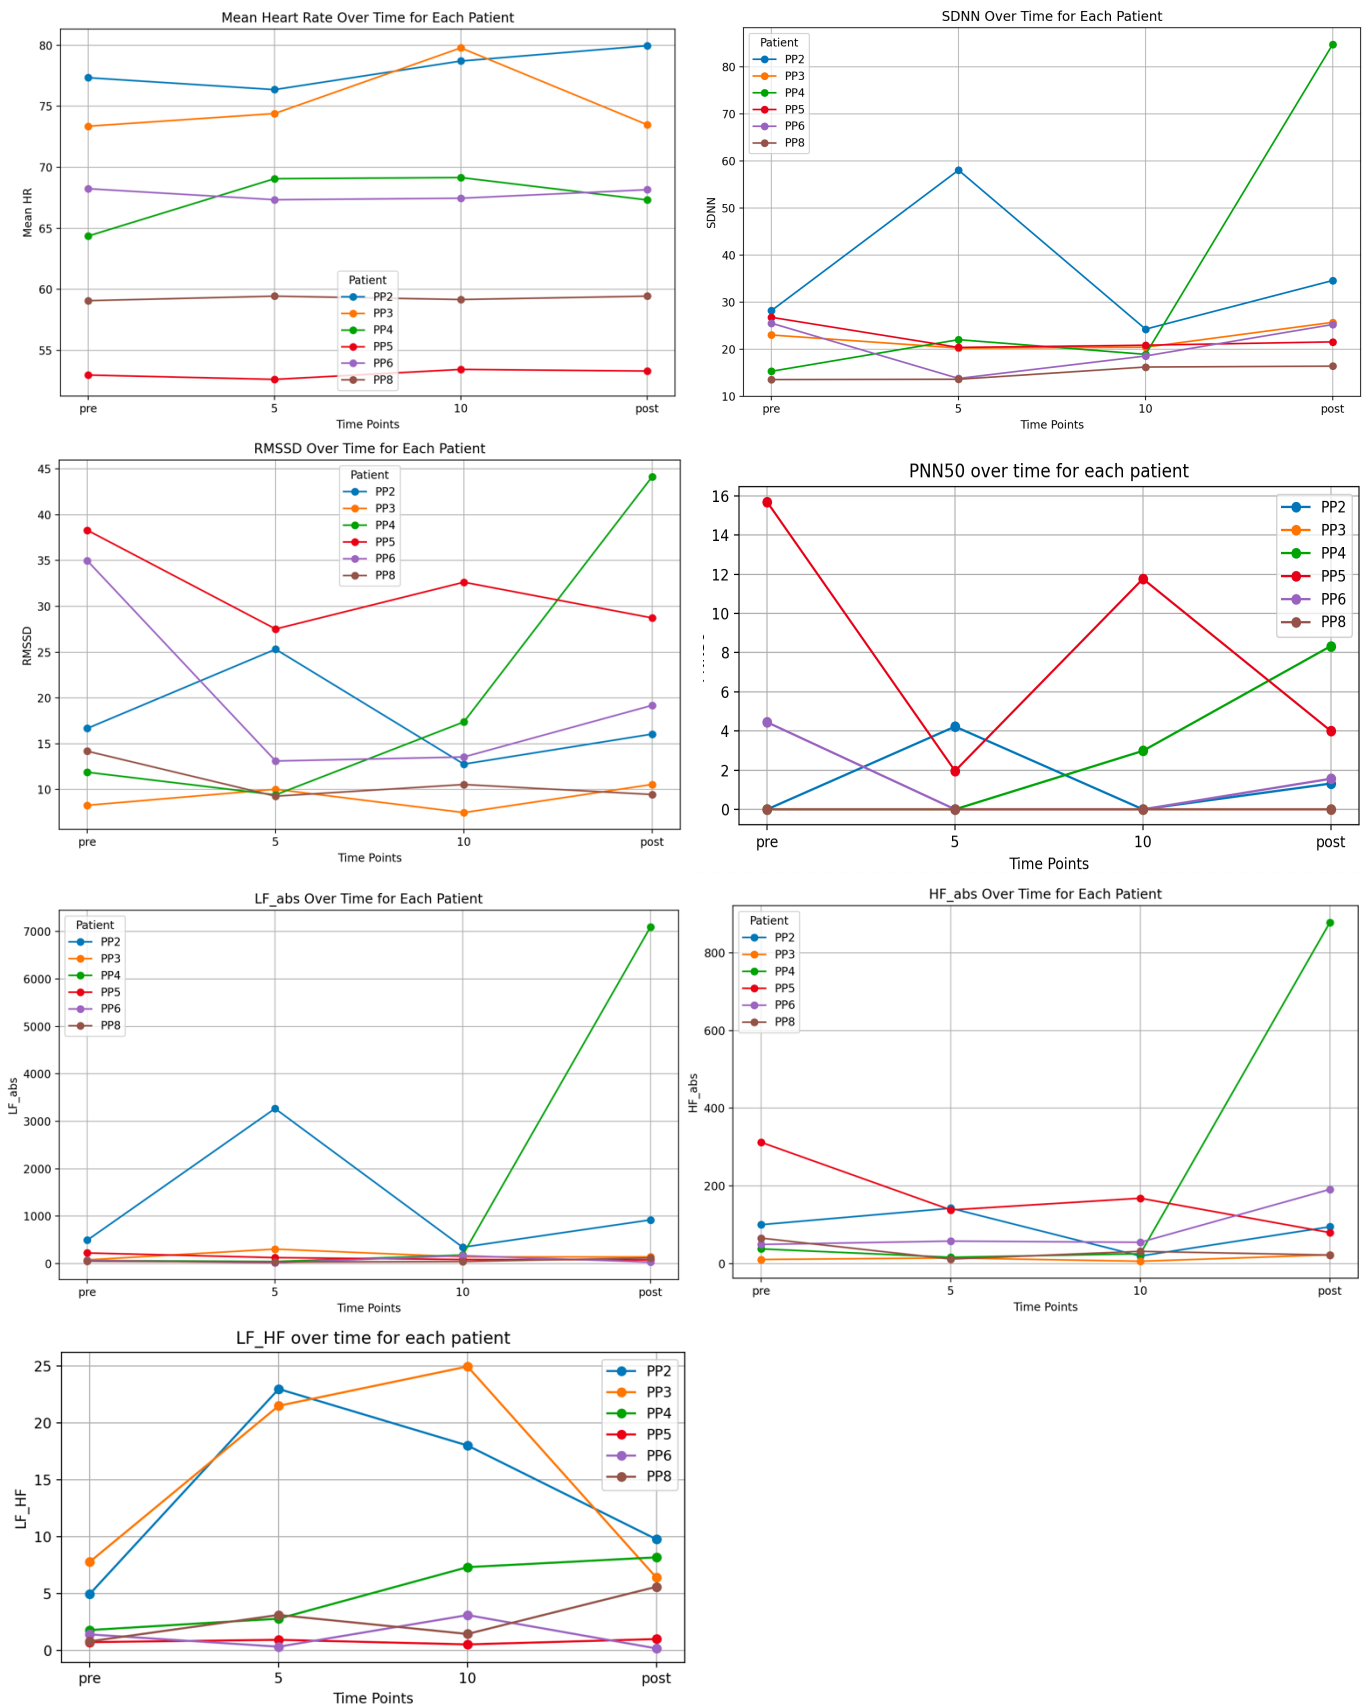 Mean Heart Rate Over Time for Each Patient
80
75
70
65
60
55
Mean HR
Patient
PP2
PP3
PP4
PP5
PP6
PP8
pre
5
10
post
Time Points
SDNN Over Time for Each Patient
Patient
PP2
PP3
PP4
PP5
PP6
PP8
80
70
60
50
40
30
20
10
SDNN
pre
5
10
post
Time Points
RMSSD Over Time for Each Patient
Patient
PP2
PP3
PP4
PP5
PP6
PP8
45
40
35
30
25
20
15
10
RMSSD
pre
5
10
post
Time Points
PNN50 over time for each patient
PP2
PP3
PP4
PP5
PP6
PP8
16
14
12
10
8
6
4
2
0
pre
5
10
post
Time Points
LF_abs Over Time for Each Patient
Patient
PP2
PP3
PP4
PP5
PP6
PP8
7000
6000
5000
4000
3000
2000
1000
0
LF_abs
pre
5
10
post
Time Points
HF_abs Over Time for Each Patient
Patient
PP2
PP3
PP4
PP5
PP6
PP8
800
600
400
200
0
HF_abs
pre
5
10
post
Time Points
LF_HF over time for each patient
PP2
PP3
PP4
PP5
PP6
PP8
25
20
15
10
5
0
LF_HF
pre
5
10
post
Time Points